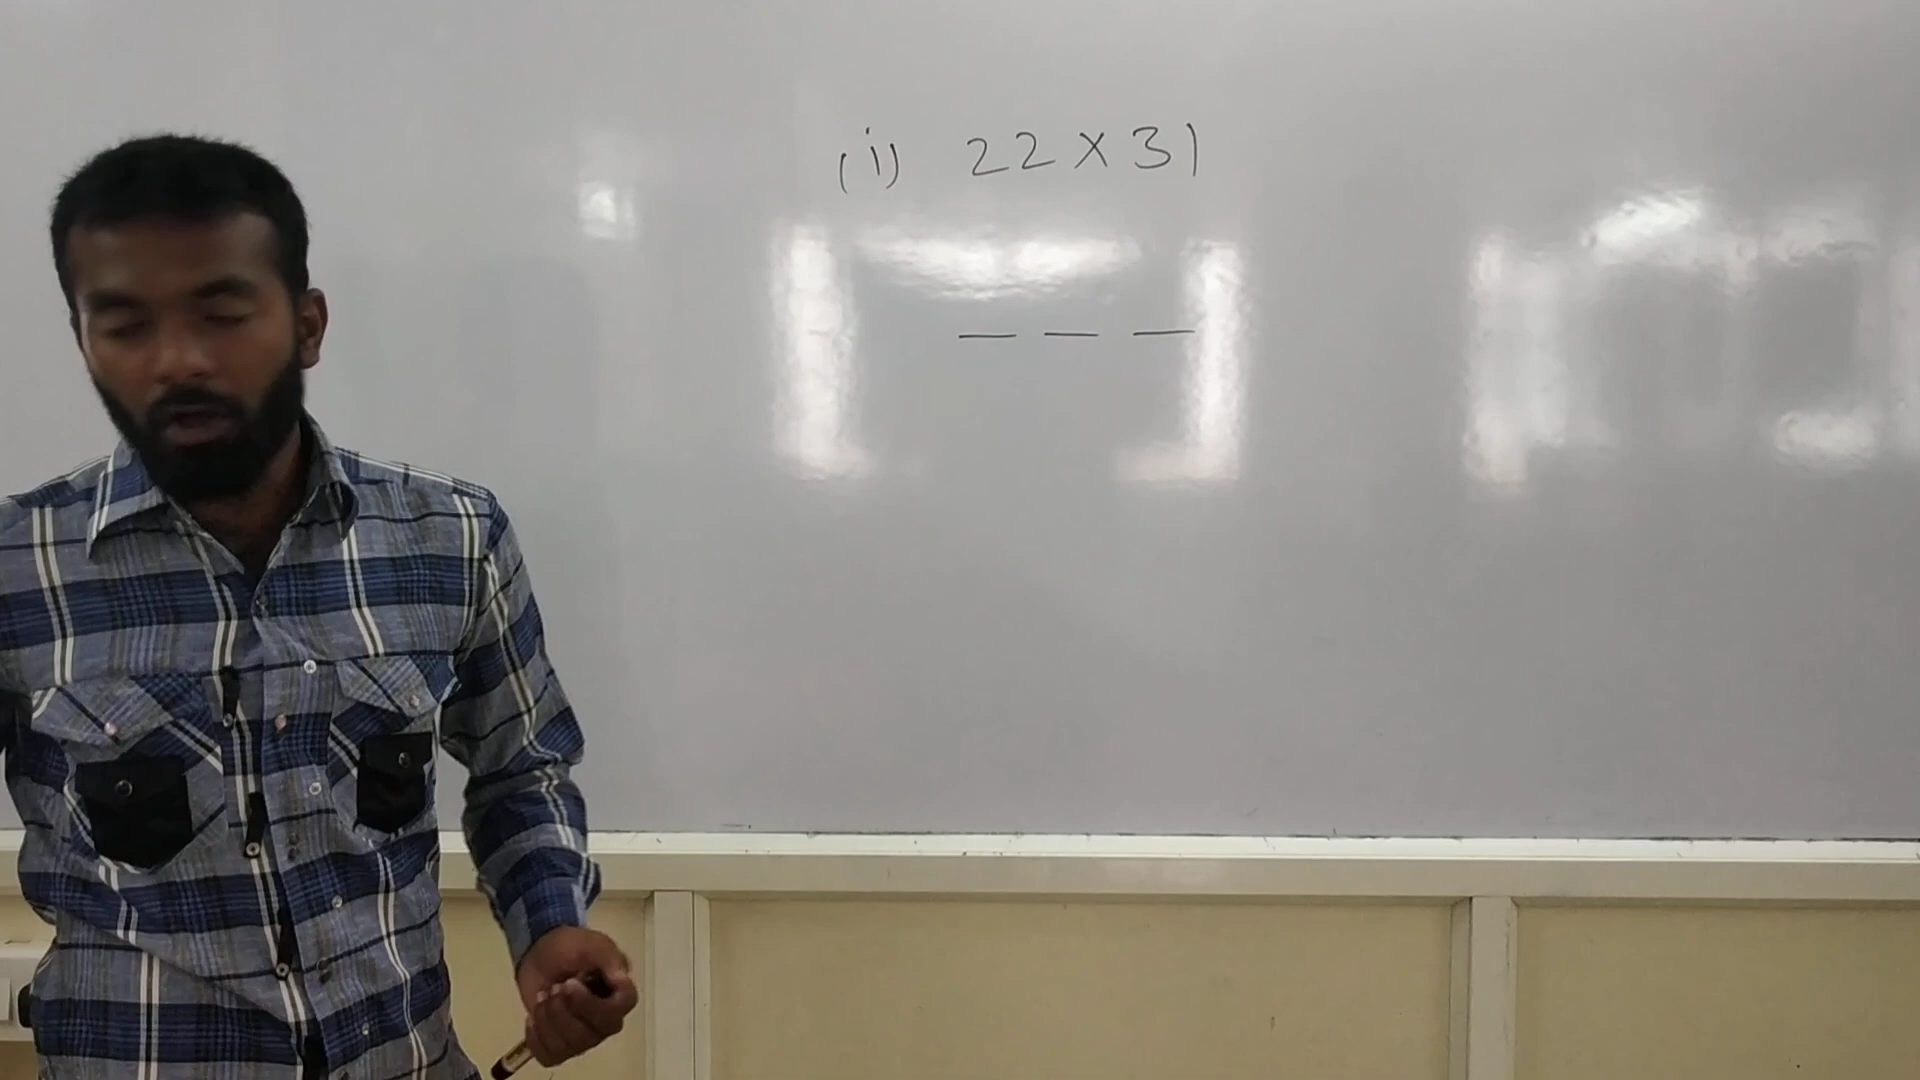 (i) 22 X 31
— — —